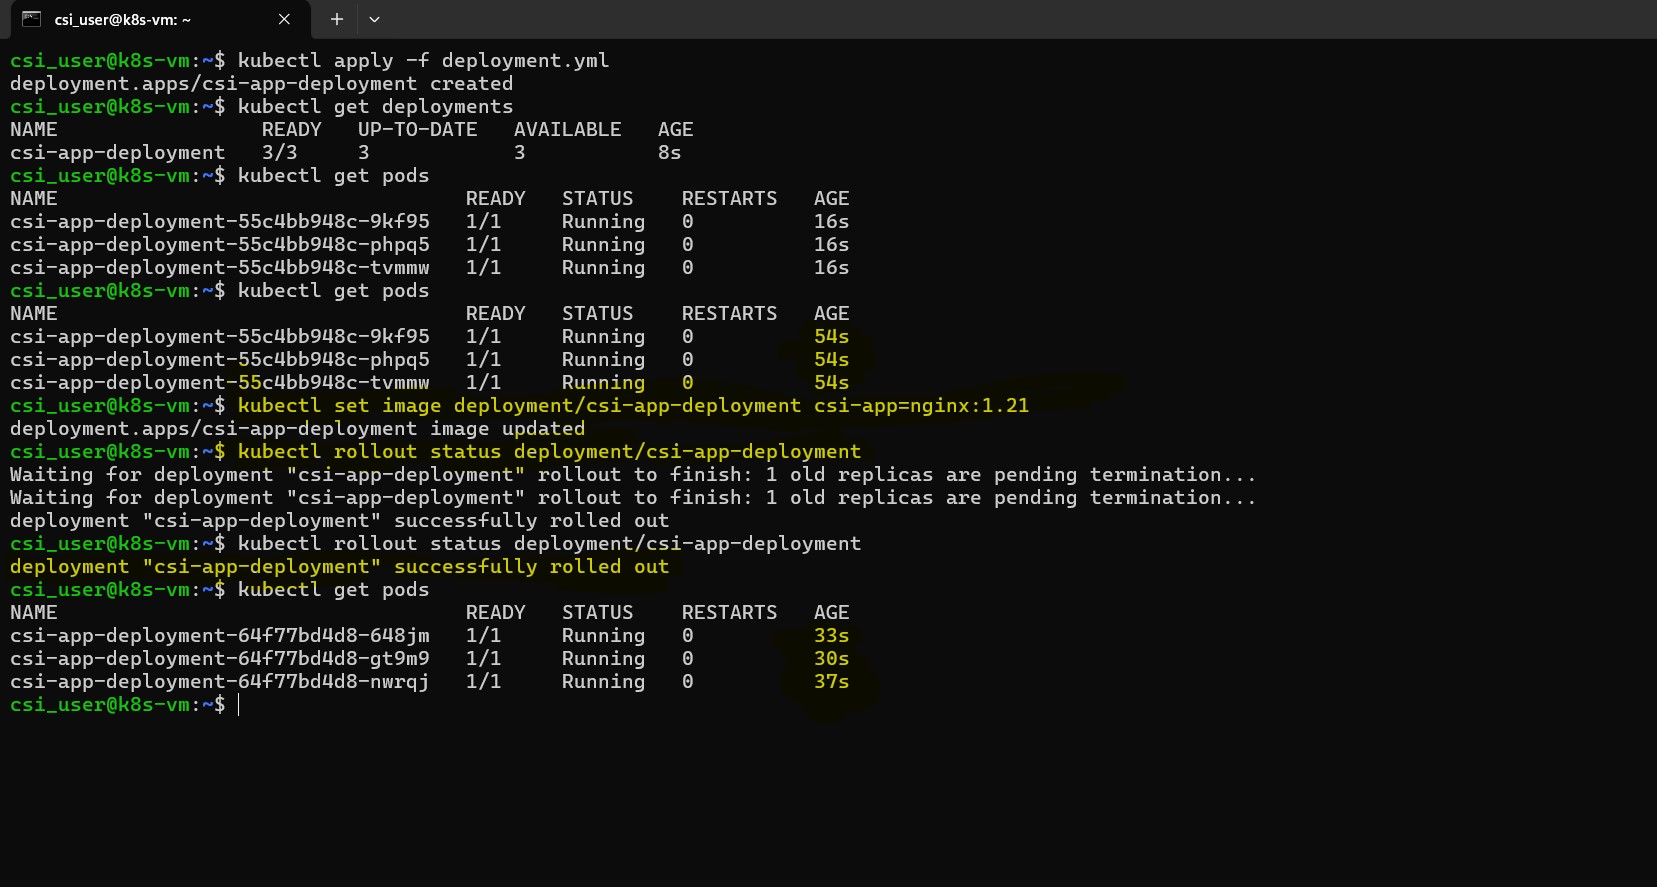 csi_user@k8s-vm: ~
csi_user@k8s-vm:~$ kubectl apply -f deployment.yml
deployment.apps/csi-app-deployment created
csi_user@k8s-vm:~$ kubectl get deployments
NAME                 READY   UP-TO-DATE   AVAILABLE   AGE
csi-app-deployment   3/3     3            3           8s
csi_user@k8s-vm:~$ kubectl get pods
NAME                                  READY   STATUS    RESTARTS   AGE
csi-app-deployment-55c4bb948c-9kf95   1/1     Running   0          16s
csi-app-deployment-55c4bb948c-phpq5   1/1     Running   0          16s
csi-app-deployment-55c4bb948c-tvmmw   1/1     Running   0          16s
csi_user@k8s-vm:~$ kubectl get pods
NAME                                  READY   STATUS    RESTARTS   AGE
csi-app-deployment-55c4bb948c-9kf95   1/1     Running   0          54s
csi-app-deployment-55c4bb948c-phpq5   1/1     Running   0          54s
csi-app-deployment-55c4bb948c-tvmmw   1/1     Running   0          54s
csi_user@k8s-vm:~$ kubectl set image deployment/csi-app-deployment csi-app=nginx:1.21
deployment.apps/csi-app-deployment image updated
csi_user@k8s-vm:~$ kubectl rollout status deployment/csi-app-deployment
Waiting for deployment "csi-app-deployment" rollout to finish: 1 old replicas are pending termination...
Waiting for deployment "csi-app-deployment" rollout to finish: 1 old replicas are pending termination...
deployment "csi-app-deployment" successfully rolled out
csi_user@k8s-vm:~$ kubectl rollout status deployment/csi-app-deployment
deployment "csi-app-deployment" successfully rolled out
csi_user@k8s-vm:~$ kubectl get pods
NAME                                  READY   STATUS    RESTARTS   AGE
csi-app-deployment-64f77bd4d8-648jm   1/1     Running   0          33s
csi-app-deployment-64f77bd4d8-gt9m9   1/1     Running   0          30s
csi-app-deployment-64f77bd4d8-nwrqj   1/1     Running   0          37s
csi_user@k8s-vm:~$